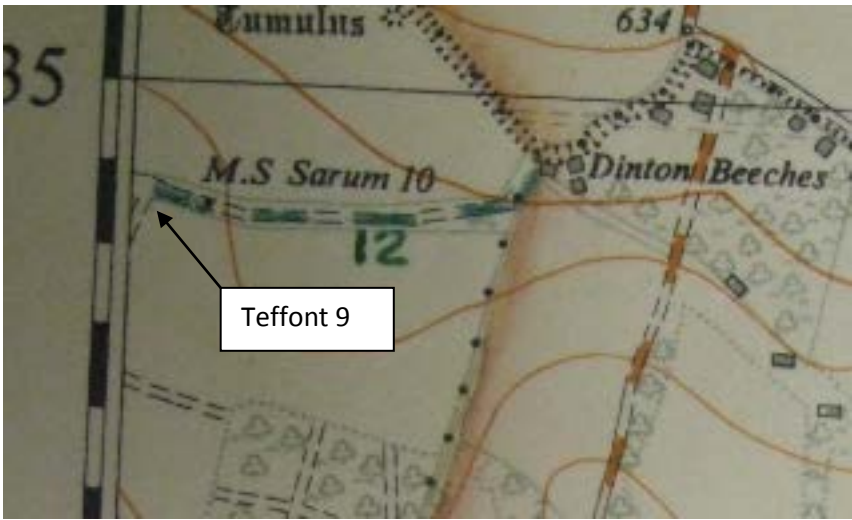 Tumulus
634
35
M.S Sarum 10
Dinton Beeches
12
Teffont 9